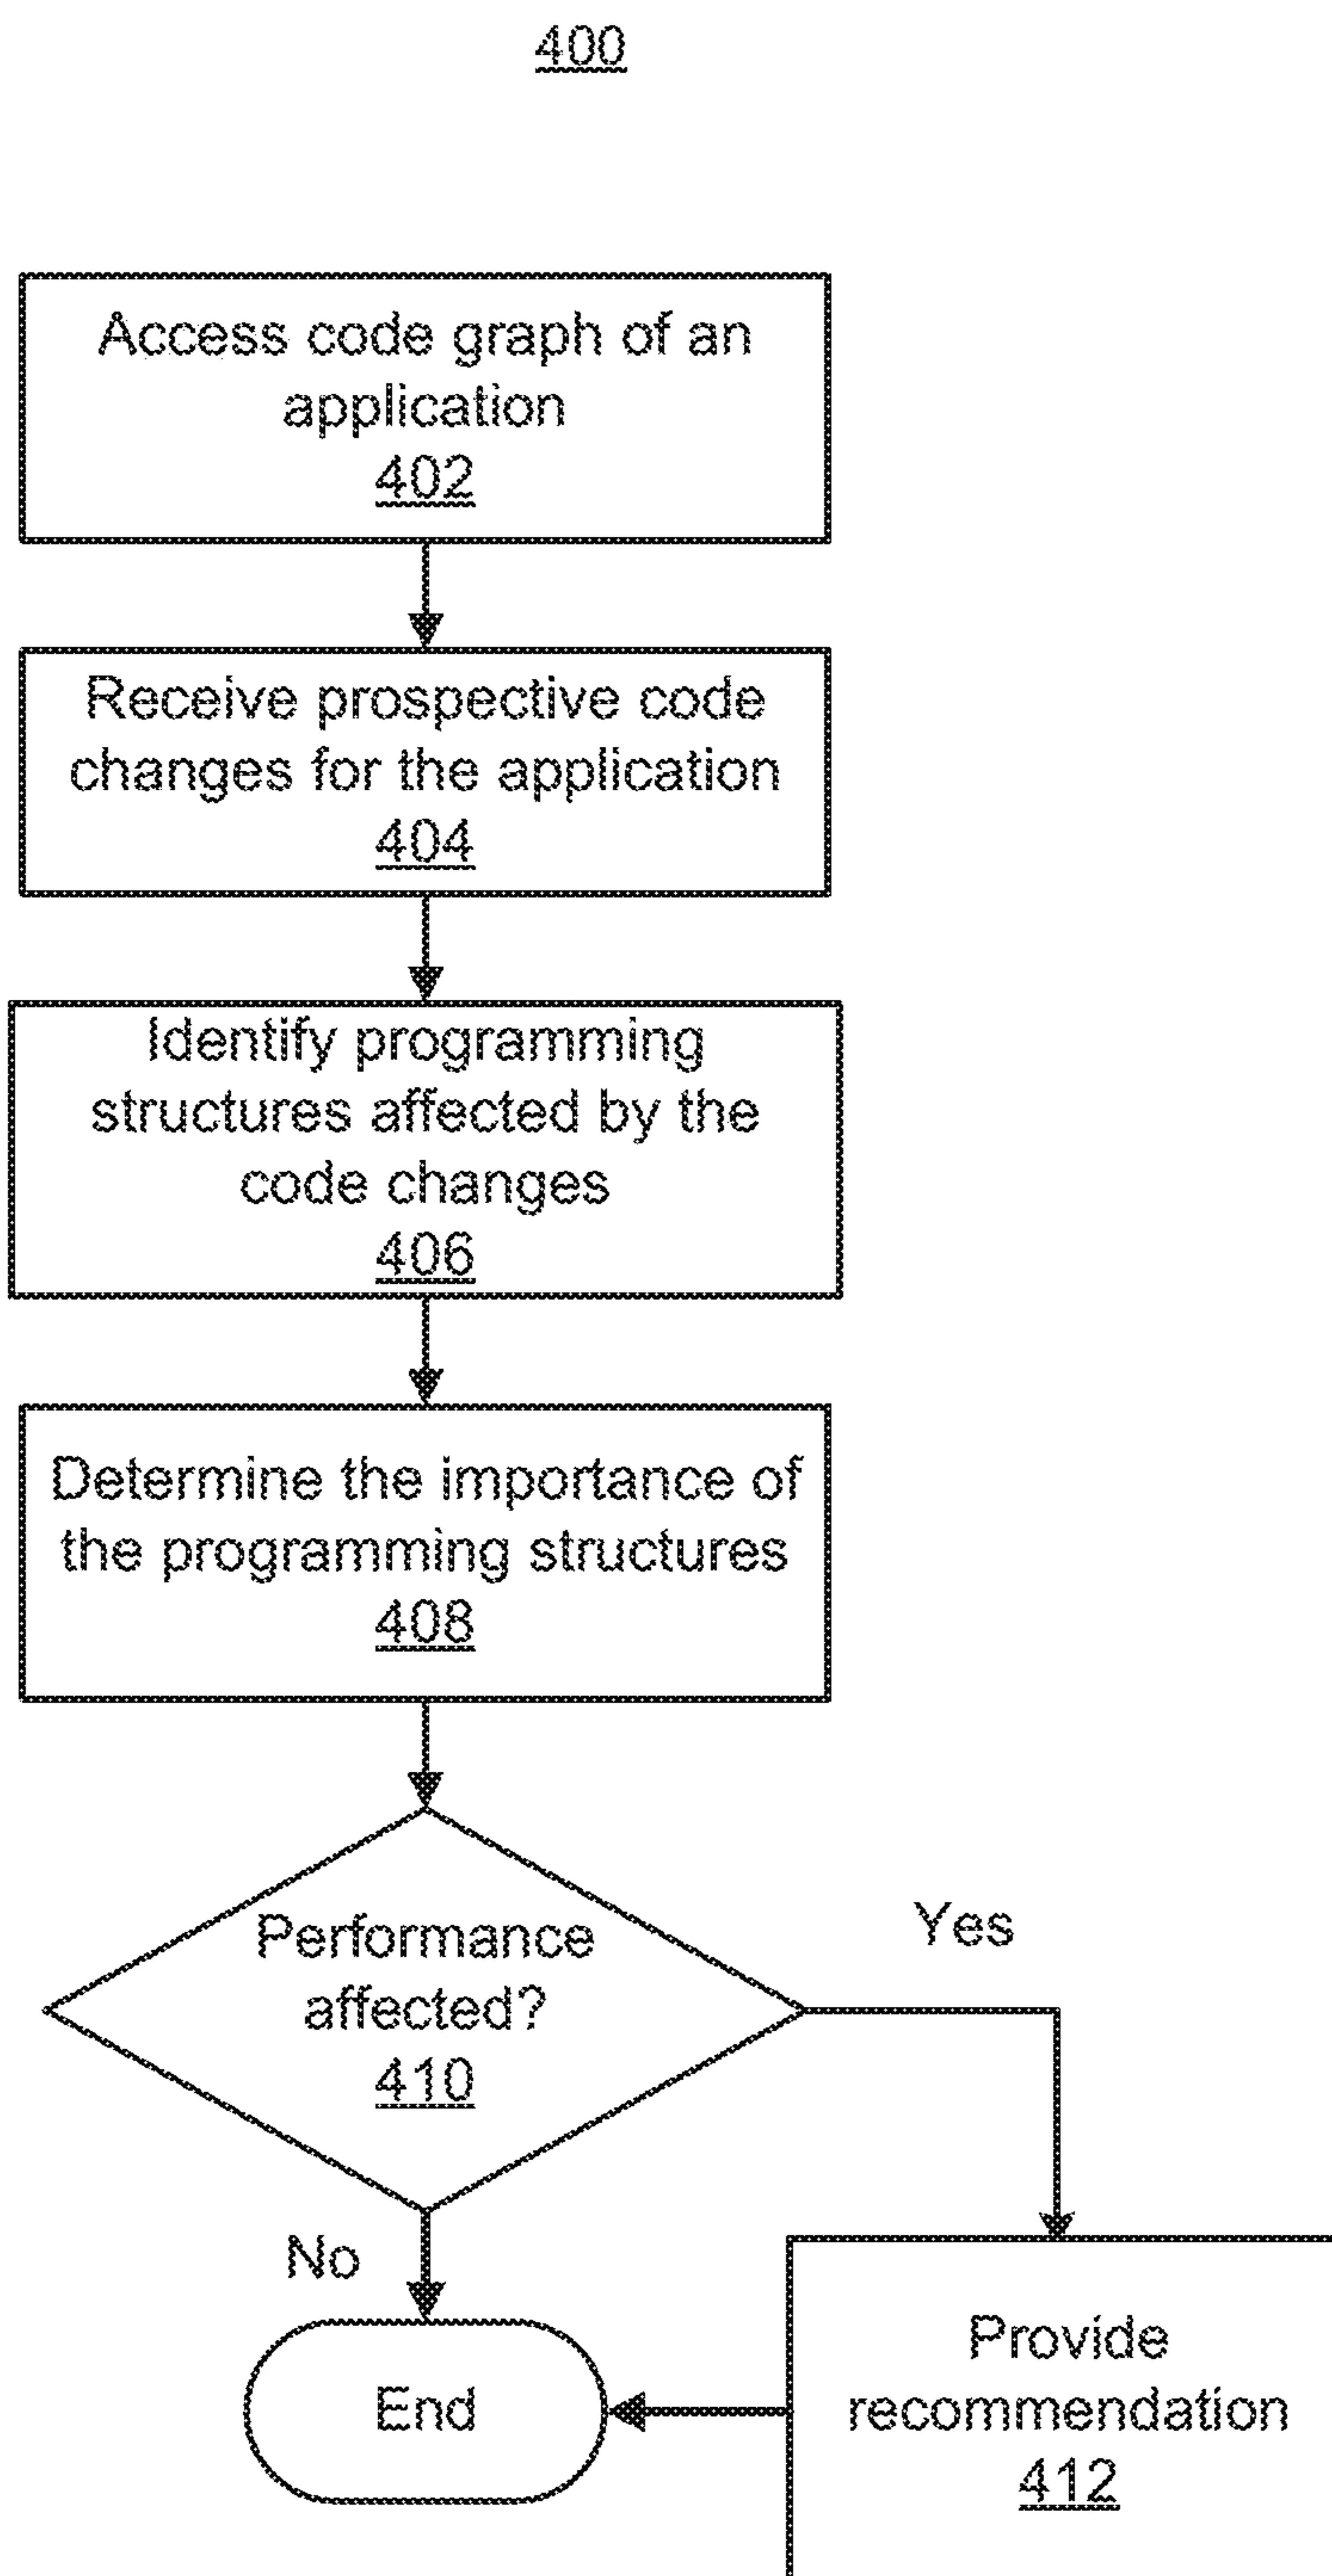 400
Access code graph of an
application
402
Receive prospective code
changes for the application
404
Identify programming
structures affected by the
code changes
406
Determine the importance of
the programming structures
408
Performance
affected?
410
Yes
No
End
Provide
recommendation
412